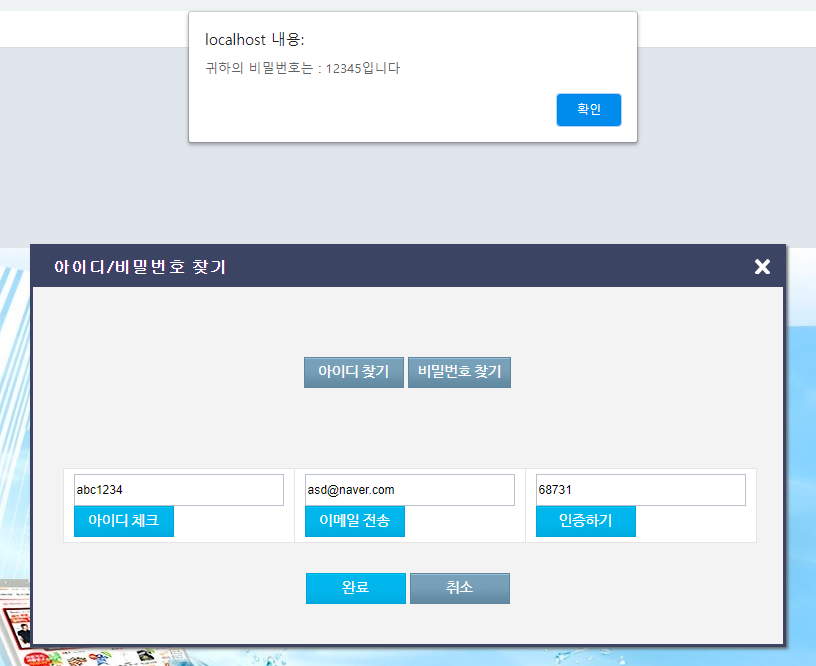 localhost 내용:
귀하의 비밀번호는 : 12345입니다
확인
아이디/비밀번호 찾기
아이디 찾기 비밀번호 찾기
abc1234 asd@naver.com 68731
아이디 체크 이메일 전송 인증하기
완료 취소